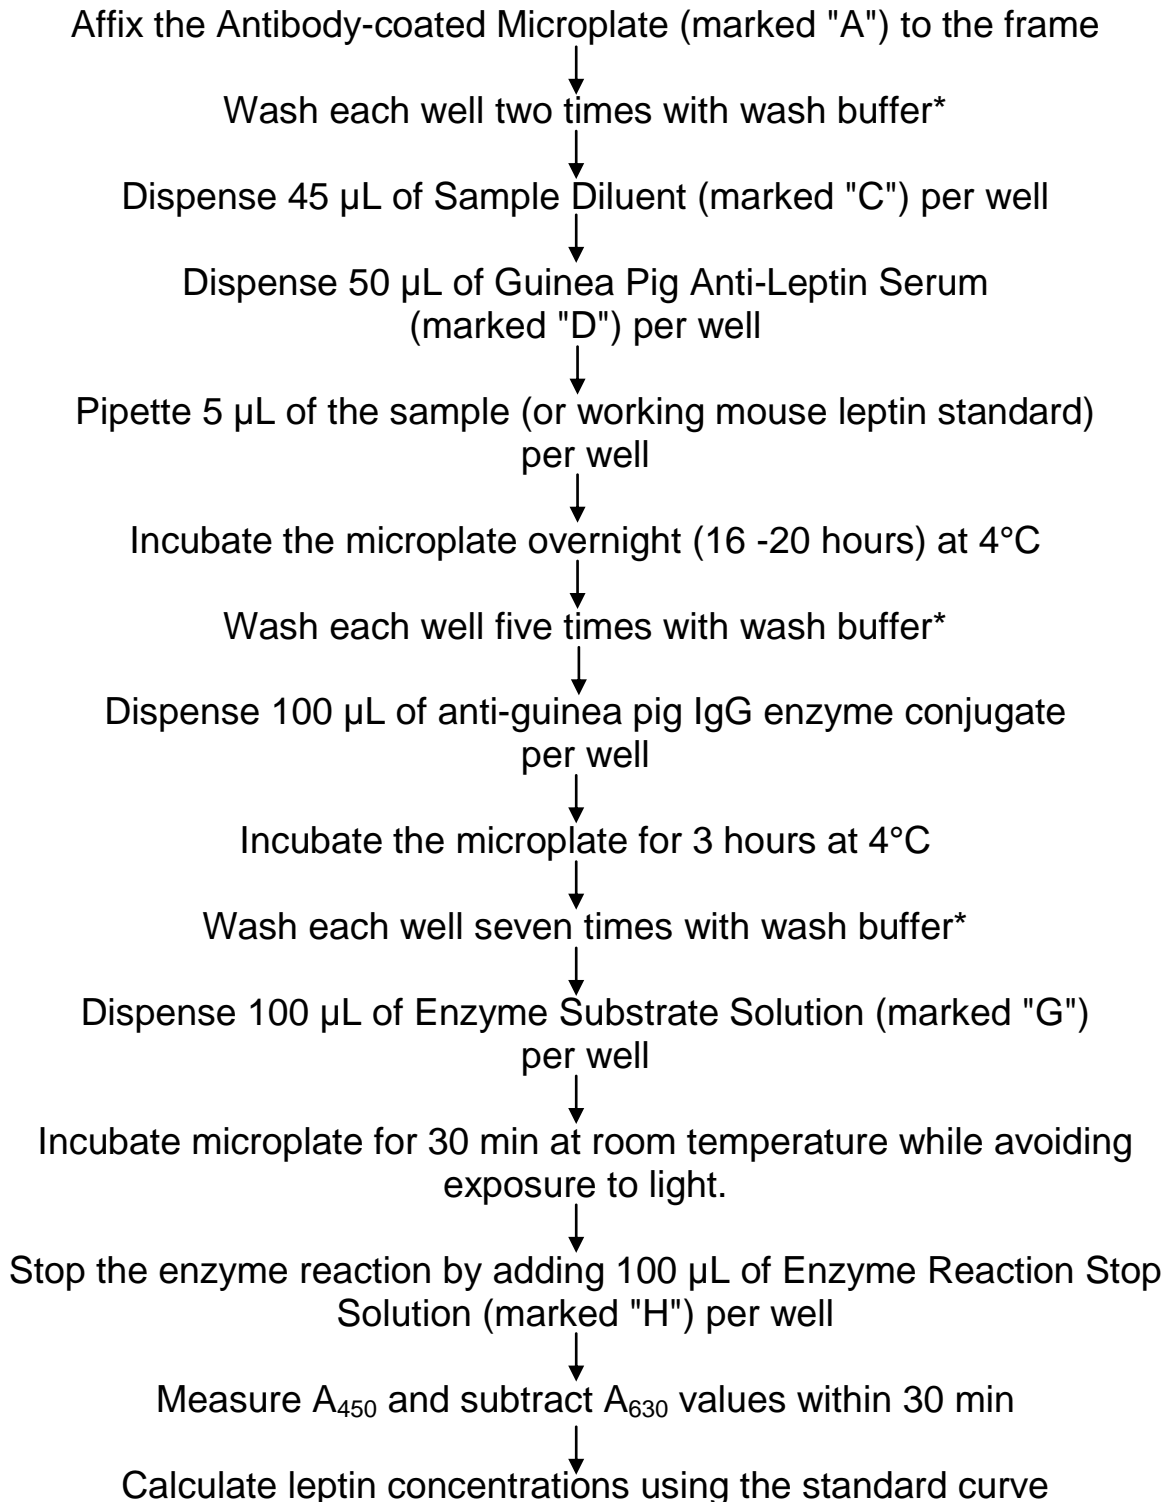 Affix the Antibody-coated Microplate (marked "A") to the frame
Wash each well two times with wash buffer*
Dispense 45 µL of Sample Diluent (marked "C") per well
Dispense 50 µL of Guinea Pig Anti-Leptin Serum
(marked "D") per well
Pipette 5 µL of the sample (or working mouse leptin standard)
per well
Incubate the microplate overnight (16 -20 hours) at 4°C
Wash each well five times with wash buffer*
Dispense 100 µL of anti-guinea pig IgG enzyme conjugate
per well
Incubate the microplate for 3 hours at 4°C
Wash each well seven times with wash buffer*
Dispense 100 µL of Enzyme Substrate Solution (marked "G")
per well
Incubate microplate for 30 min at room temperature while avoiding
exposure to light.
Stop the enzyme reaction by adding 100 µL of Enzyme Reaction Stop
Solution (marked "H") per well
Measure A450 and subtract A630 values within 30 min
Calculate leptin concentrations using the standard curve